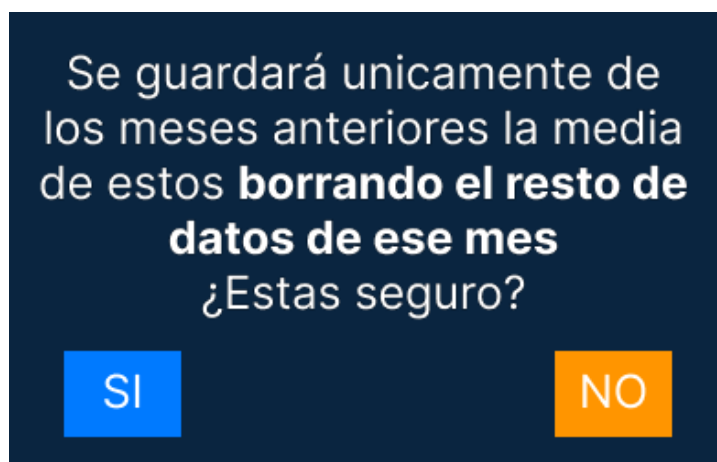 Se guardará unicamente de
los meses anteriores la media
de estos borrando el resto de
datos de ese mes
¿Estas seguro?
SI NO